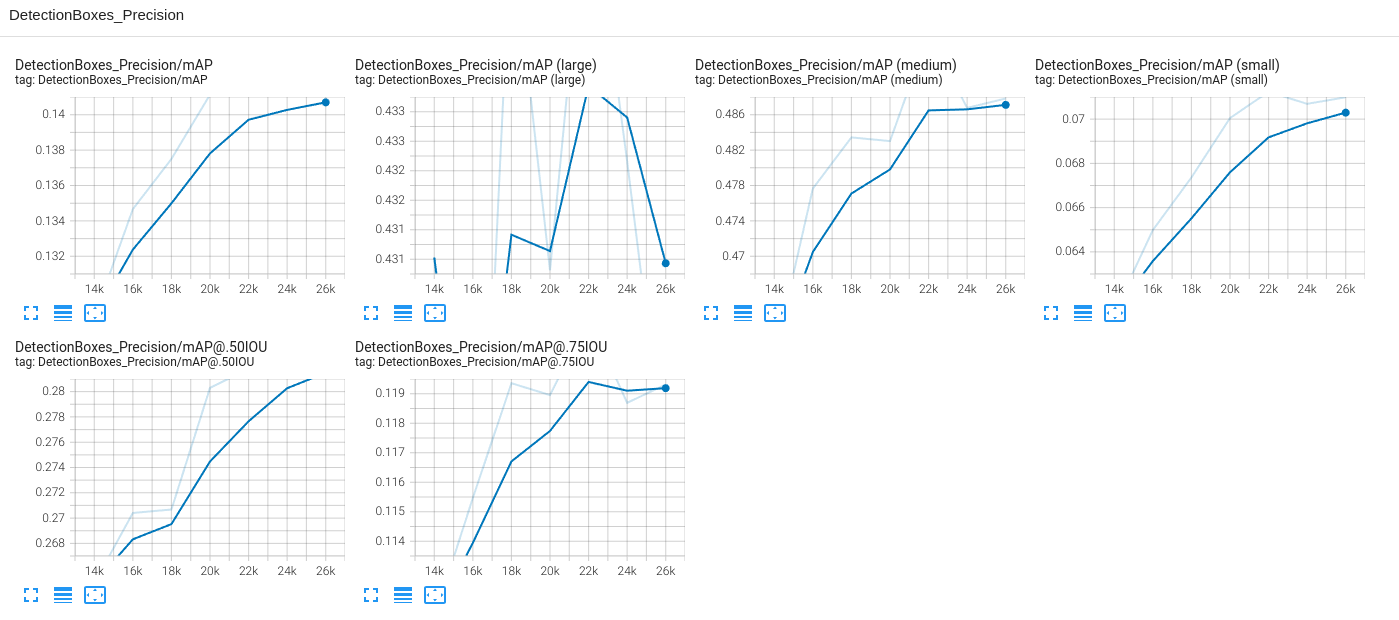 DetectionBoxes_Precision
DetectionBoxes_Precision/mAP
tag: DetectionBoxes_Precision/mAP
0.14
0.138
0.136
0.134
0.132
14k 16k 18k 20k 22k 24k 26k
DetectionBoxes_Precision/mAP (large)
tag: DetectionBoxes_Precision/mAP (large)
0.433
0.433
0.432
0.432
0.431
0.431
14k 16k 18k 20k 22k 24k 26k
DetectionBoxes_Precision/mAP (medium)
tag: DetectionBoxes_Precision/mAP (medium)
0.486
0.482
0.478
0.474
0.47
14k 16k 18k 20k 22k 24k 26k
DetectionBoxes_Precision/mAP (small)
tag: DetectionBoxes_Precision/mAP (small)
0.07
0.068
0.066
0.064
14k 16k 18k 20k 22k 24k 26k
DetectionBoxes_Precision/mAP@.50IOU
tag: DetectionBoxes_Precision/mAP@.50IOU
0.28
0.278
0.276
0.274
0.272
0.27
0.268
14k 16k 18k 20k 22k 24k 26k
DetectionBoxes_Precision/mAP@.75IOU
tag: DetectionBoxes_Precision/mAP@.75IOU
0.119
0.118
0.117
0.116
0.115
0.114
14k 16k 18k 20k 22k 24k 26k